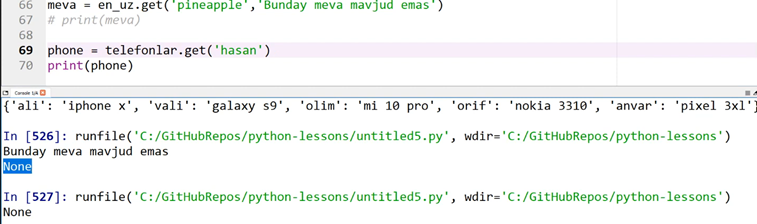 66 meva = en_uz.get('pineapple','Bunday meva mavjud emas')
67 # print(meva)
68
69 phone = telefonlar.get('hasan')
70 print(phone)
Console 1/A
{'ali': 'iphone x', 'vali': 'galaxy s9', 'olim': 'mi 10 pro', 'orif': 'nokia 3310', 'anvar': 'pixel 3xl'}
In [526]: runfile('C:/GitHubRepos/python-lessons/untitled5.py', wdir='C:/GitHubRepos/python-lessons')
Bunday meva mavjud emas
None
In [527]: runfile('C:/GitHubRepos/python-lessons/untitled5.py', wdir='C:/GitHubRepos/python-lessons')
None